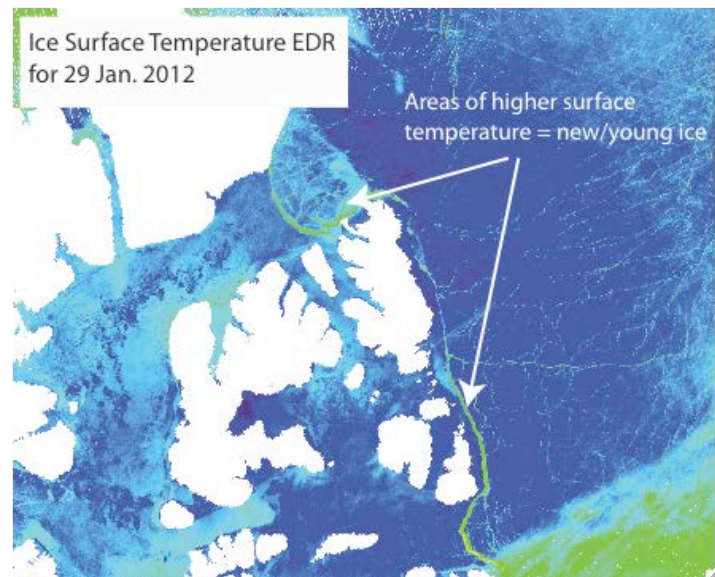 Ice Surface Temperature EDR
for 29 Jan. 2012
Areas of higher surface
temperature = new/young ice